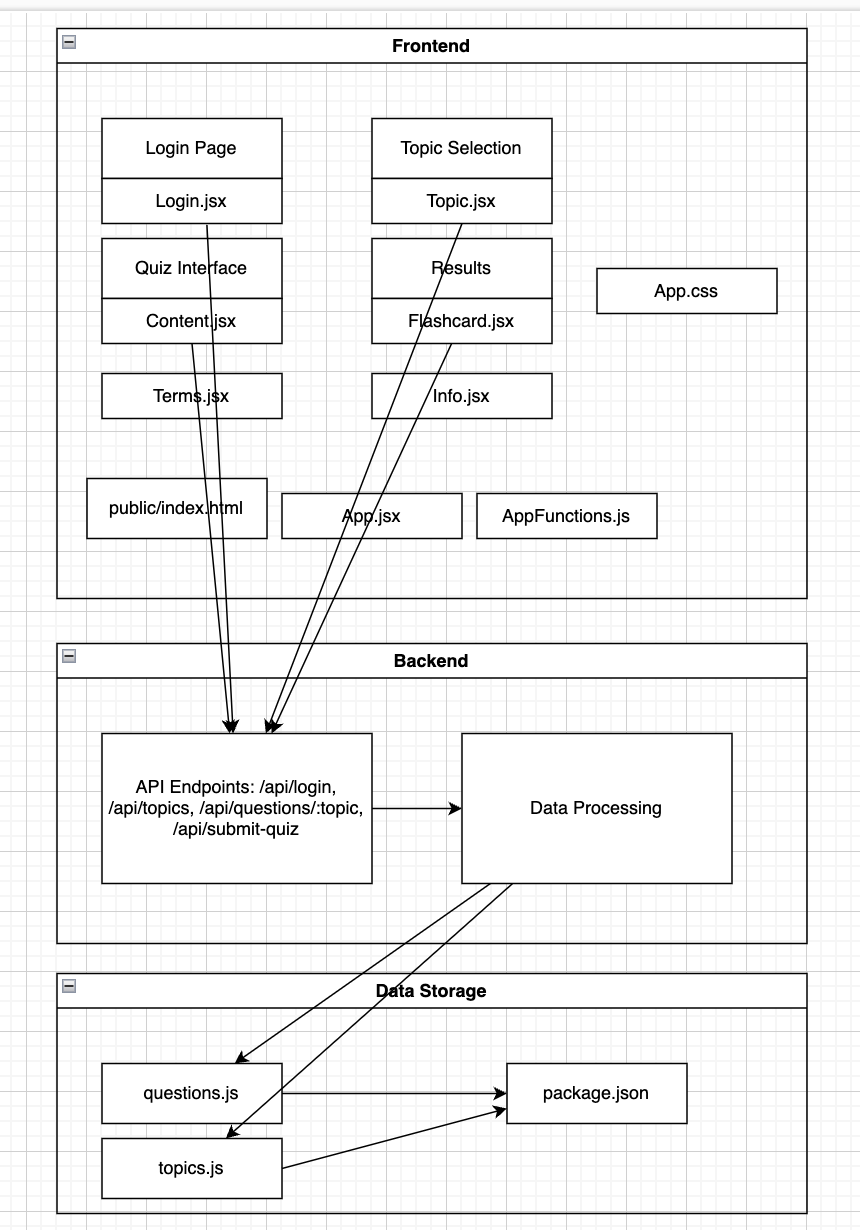 Frontend
Login Page
Topic Selection
Login.jsx
Topic.jsx
Quiz Interface
Results
App.css
Content.jsx
Flashcard.jsx
Terms.jsx
Info.jsx
public/index.html
App.jsx
AppFunctions.js
Backend
API Endpoints: /api/login,
/api/topics, /api/questions/:topic,
/api/submit-quiz
Data Processing
Data Storage
questions.js
package.json
topics.js